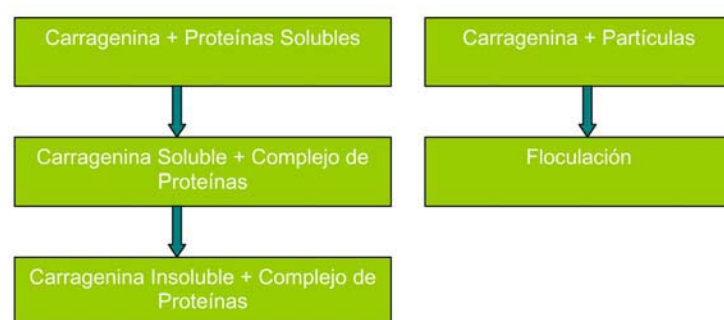 Carragenina + Proteínas Solubles
Carragenina Soluble + Complejo de
Proteínas
Carragenina Insoluble + Complejo de
Proteínas
Carragenina + Partículas
Floculación